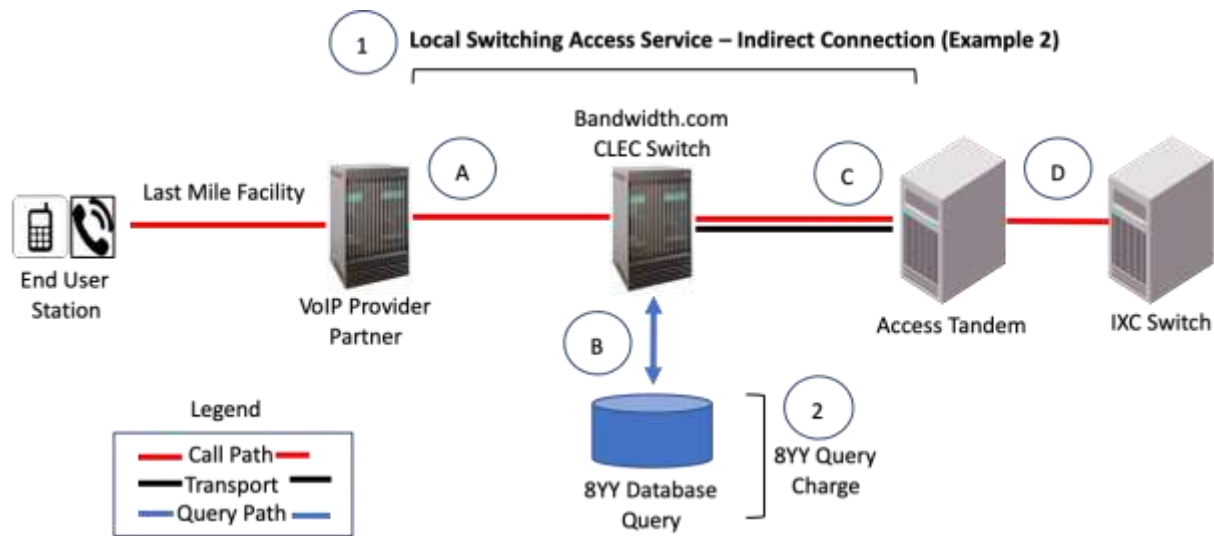 1
Local Switching Access Service – Indirect Connection (Example 2)
Bandwidth.com
CLEC Switch
Last Mile Facility
A
C
D
End User
Station
VoIP Provider
Partner
Access Tandem
IXC Switch
B
2
8YY Query
Charge
8YY Database
Query
Legend
Call Path
Transport
Query Path